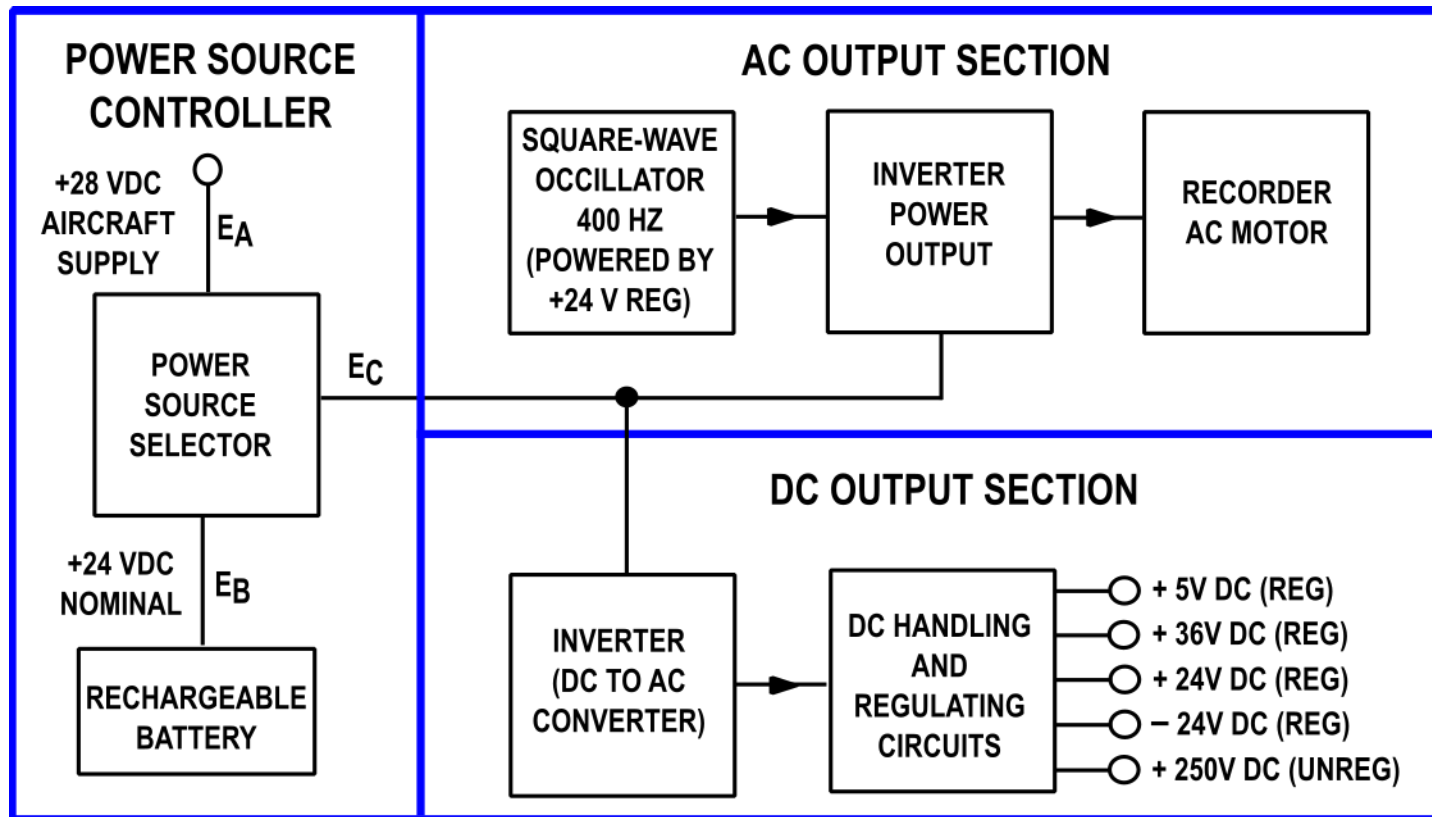 POWER SOURCE
CONTROLLER
+28 VDC
AIRCRAFT
SUPPLY
EA
POWER
SOURCE
SELECTOR
EC
+24 VDC
NOMINAL
EB
RECHARGEABLE
BATTERY
AC OUTPUT SECTION
SQUARE-WAVE
OCCILLATOR
400 HZ
(POWERED BY
+24 V REG)
INVERTER
POWER
OUTPUT
RECORDER
AC MOTOR
DC OUTPUT SECTION
INVERTER
(DC TO AC
CONVERTER)
DC HANDLING
AND
REGULATING
CIRCUITS
+ 5V DC (REG)
+ 36V DC (REG)
+ 24V DC (REG)
– 24V DC (REG)
+ 250V DC (UNREG)